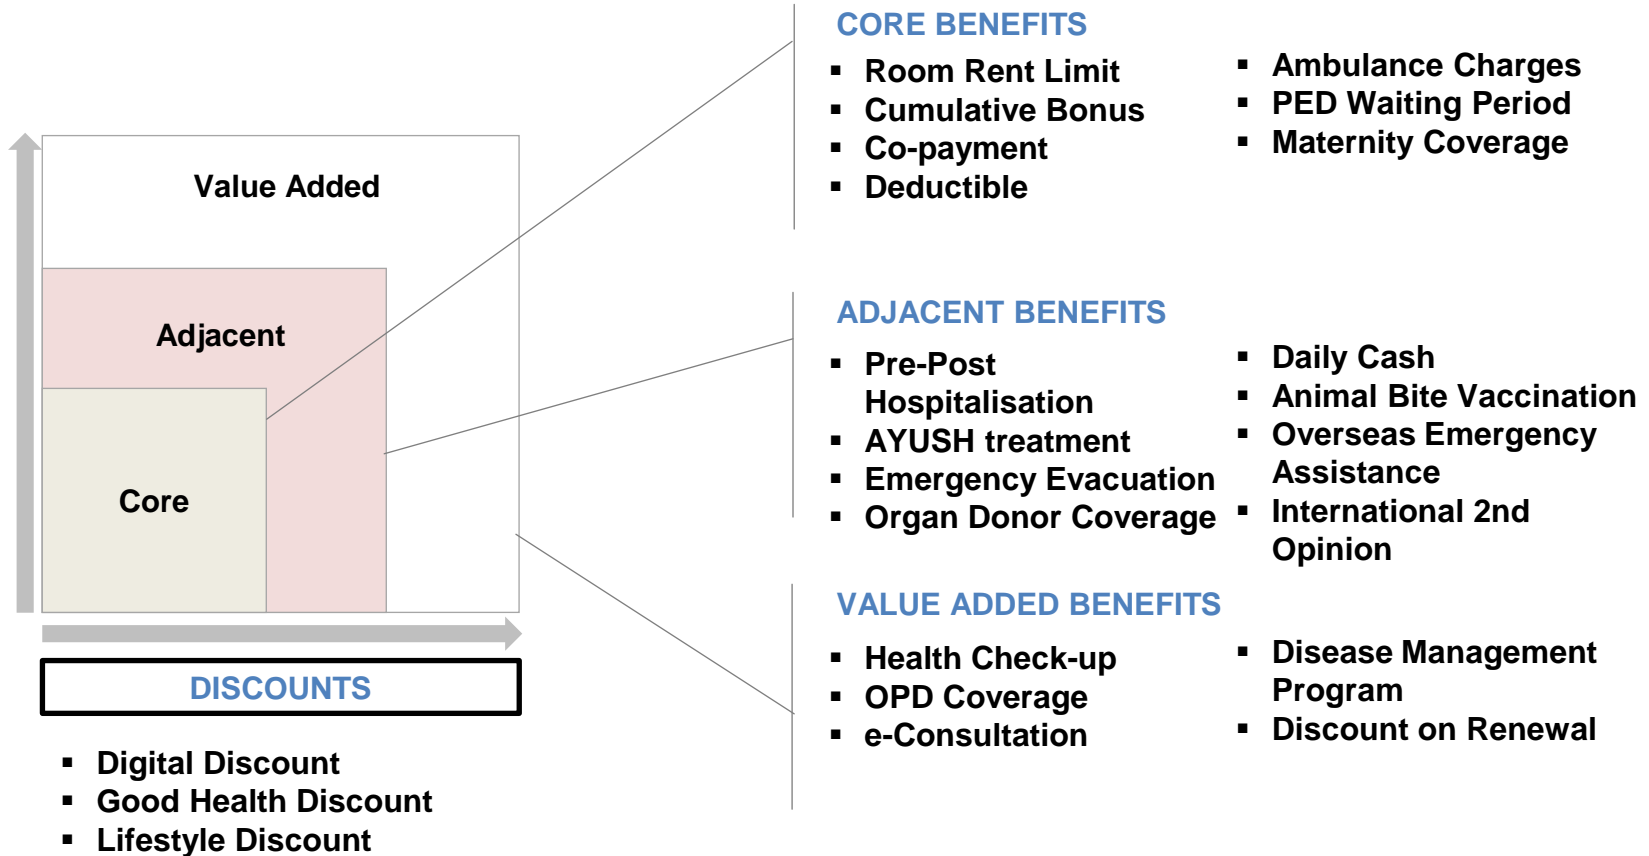 Value Added
Adjacent
Core
DISCOUNTS
▪ Digital Discount
▪ Good Health Discount
▪ Lifestyle Discount
CORE BENEFITS
▪ Room Rent Limit
▪ Cumulative Bonus
▪ Co-payment
▪ Deductible
▪ Ambulance Charges
▪ PED Waiting Period
▪ Maternity Coverage
ADJACENT BENEFITS
▪ Pre-Post
Hospitalisation
▪ AYUSH treatment
▪ Emergency Evacuation
▪ Organ Donor Coverage
▪ Daily Cash
▪ Animal Bite Vaccination
▪ Overseas Emergency
Assistance
▪ International 2nd
Opinion
VALUE ADDED BENEFITS
▪ Health Check-up
▪ OPD Coverage
▪ e-Consultation
▪ Disease Management
Program
▪ Discount on Renewal